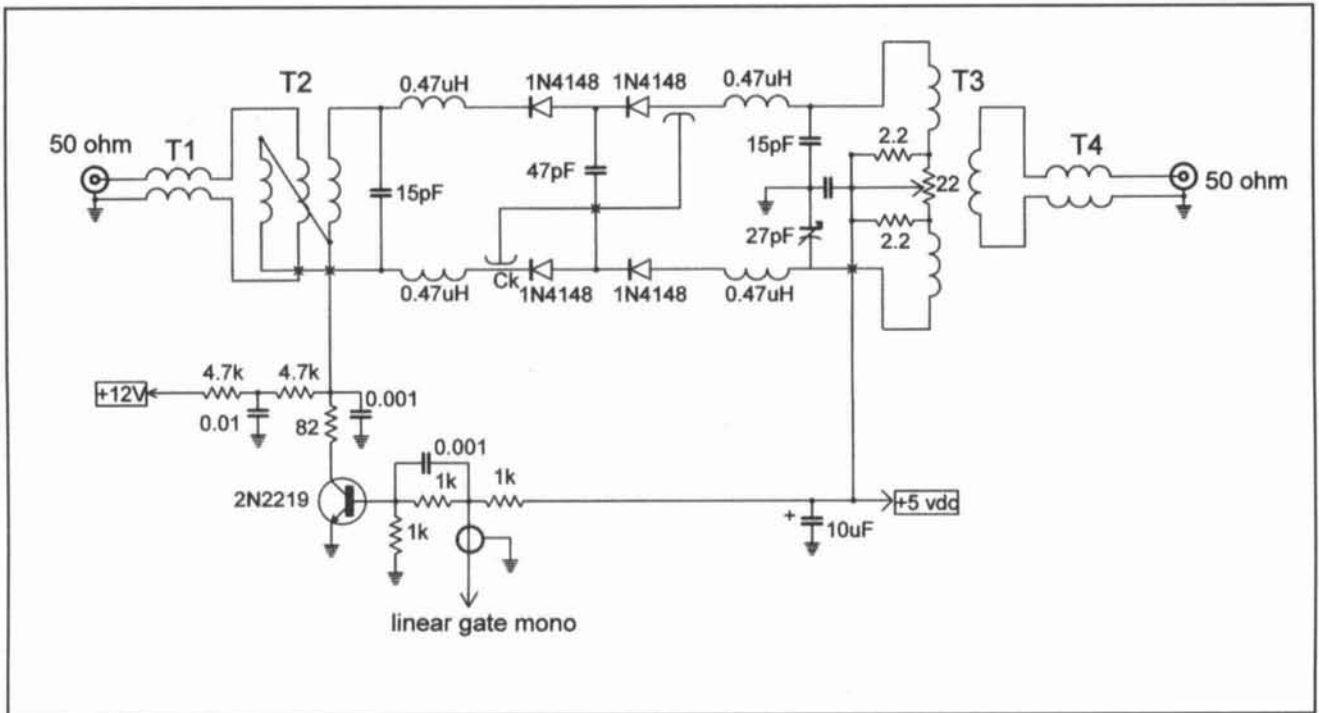 T2
0.47uH
1N4148
1N4148
0.47uH
T3
50 ohm
T1
15pF
47pF
15pF
2.2
22
T4
50 ohm
27pF
2.2
0.47uH
Ck
1N4148
1N4148
0.47uH
+12V
4.7k
4.7k
0.01
82
0.001
0.001
2N2219
1k
1k
1k
+
10uF
+5 vdc
linear gate mono